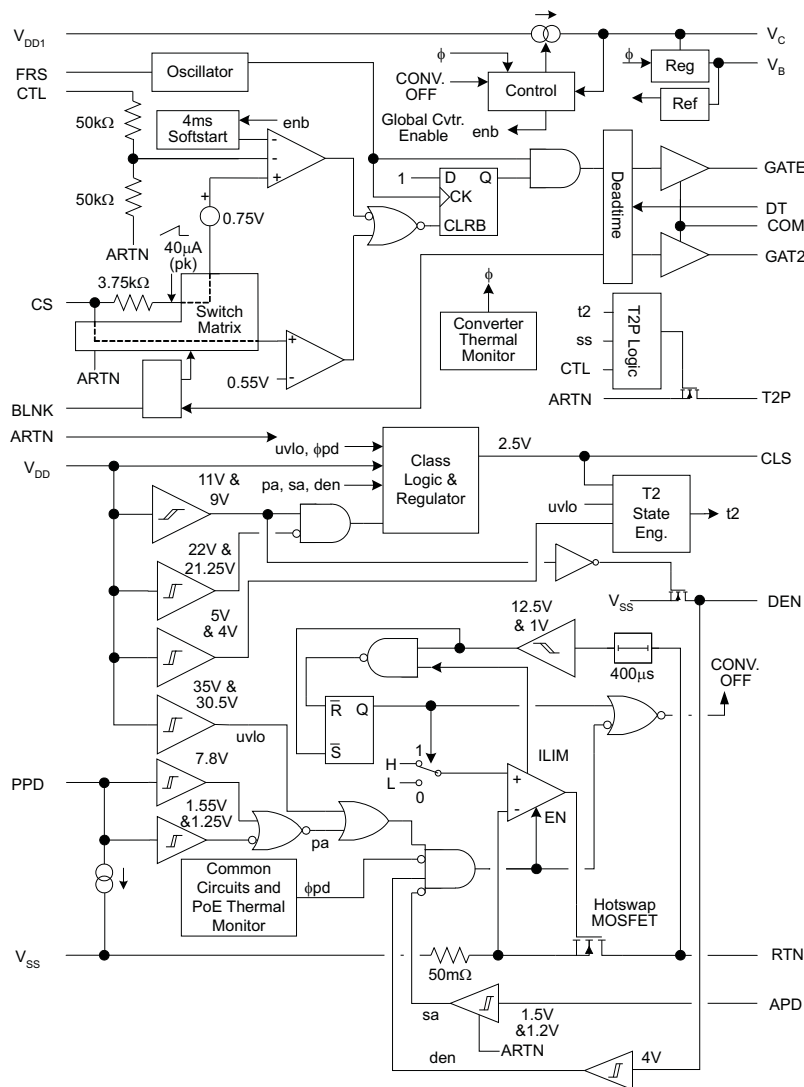 V_DD1
V_C
FRS
Oscillator
ϕ
CONV.
OFF
Control
ϕ
Reg
V_B
Ref
CTL
50kΩ
4ms
Softstart
enb
Global Cvtr.
Enable
enb
-
-
+
50kΩ
+
0.75V
1
D
Q
CK
CLRB
Deadtime
GATE
DT
COM
GAT2
ARTN
40μA
(pk)
3.75kΩ
CS
Switch
Matrix
ϕ
Converter
Thermal
Monitor
t2
ss
CTL
T2P Logic
+
-
0.55V
ARTN
ARTN
T2P
BLNK
ARTN
uvlo, ϕpd
pa, sa, den
Class
Logic &
Regulator
2.5V
CLS
V_DD
11V &
9V
uvlo
T2
State
Eng.
t2
22V &
21.25V
V_SS
DEN
5V
& 4V
12.5V
& 1V
400μs
CONV.
OFF
35V &
30.5V
uvlo
R
Q
S
H
1
L
0
ILIM
+
-
EN
7.8V
PPD
1.55V
&1.25V
pa
Common
Circuits and
PoE Thermal
Monitor
ϕpd
Hotswap
MOSFET
V_SS
50mΩ
RTN
sa
1.5V
&1.2V
APD
ARTN
den
4V